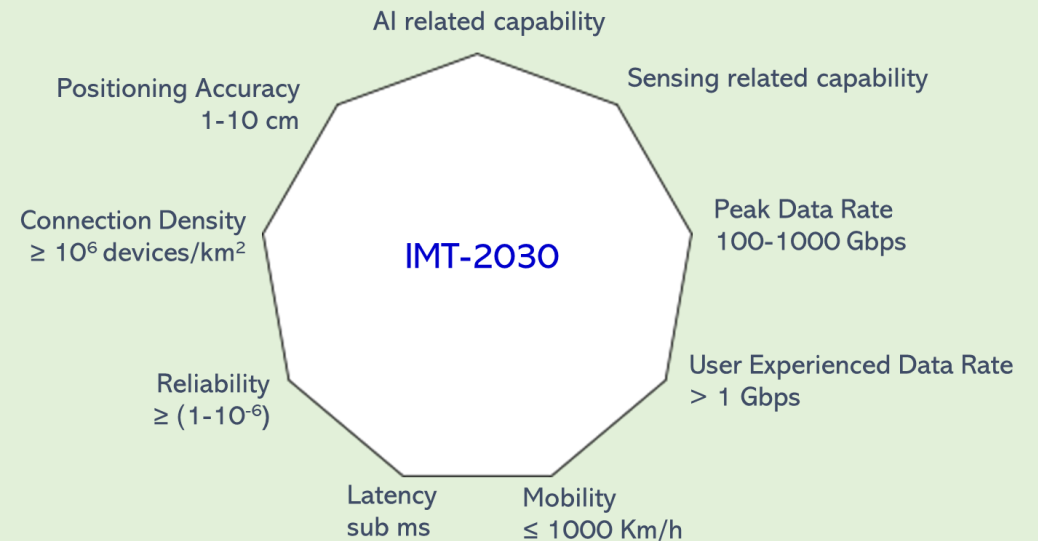 AI related capability
Sensing related capability
Positioning Accuracy
1-10 cm
Peak Data Rate
100-1000 Gbps
Connection Density
≥ 10⁶ devices/km²
IMT-2030
User Experienced Data Rate
> 1 Gbps
Reliability
≥ (1-10⁻⁶)
Latency
sub ms
Mobility
≤ 1000 Km/h